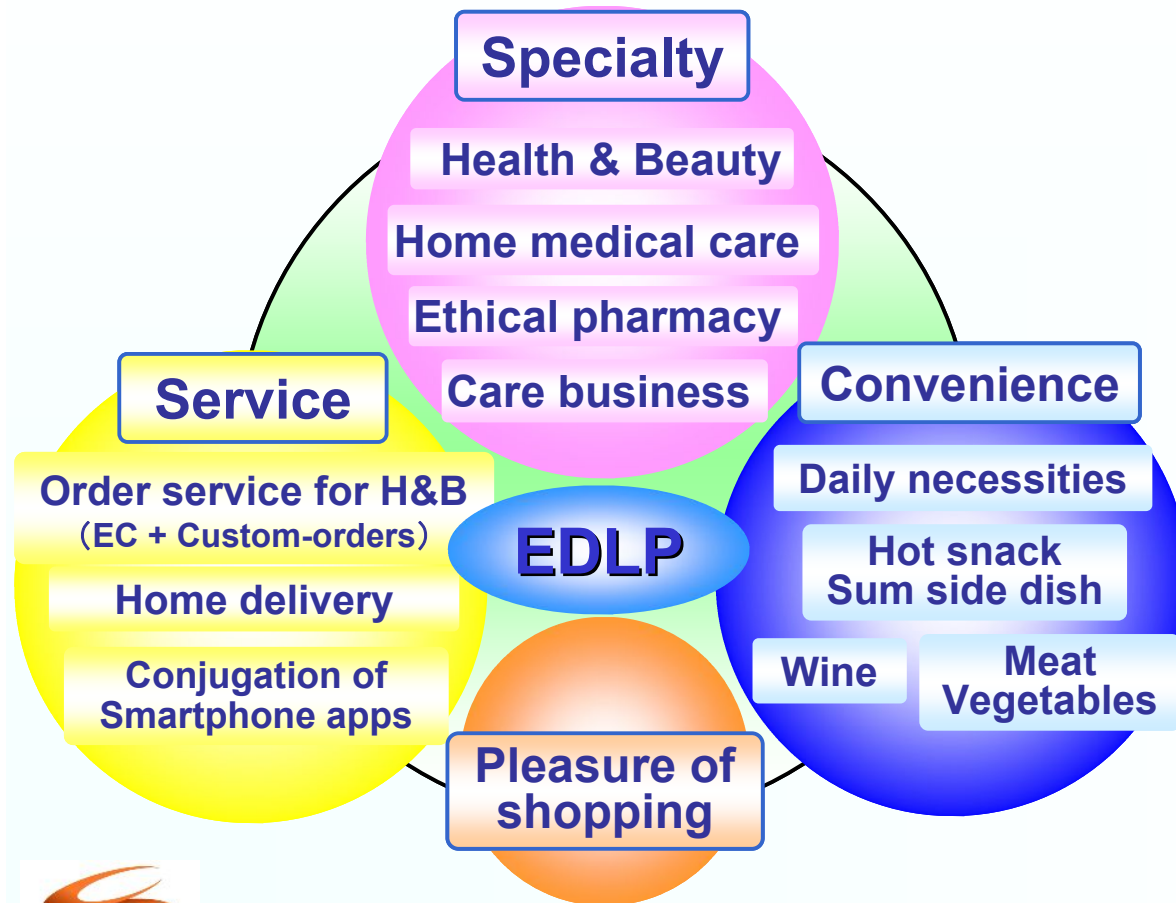 Specialty
Health & Beauty
Home medical care
Ethical pharmacy
Care business
Service
Order service for H&B
（EC + Custom-orders）
Home delivery
Conjugation of
Smartphone apps
EDLP
Convenience
Daily necessities
Hot snack
Sum side dish
Wine
Meat
Vegetables
Pleasure of
shopping